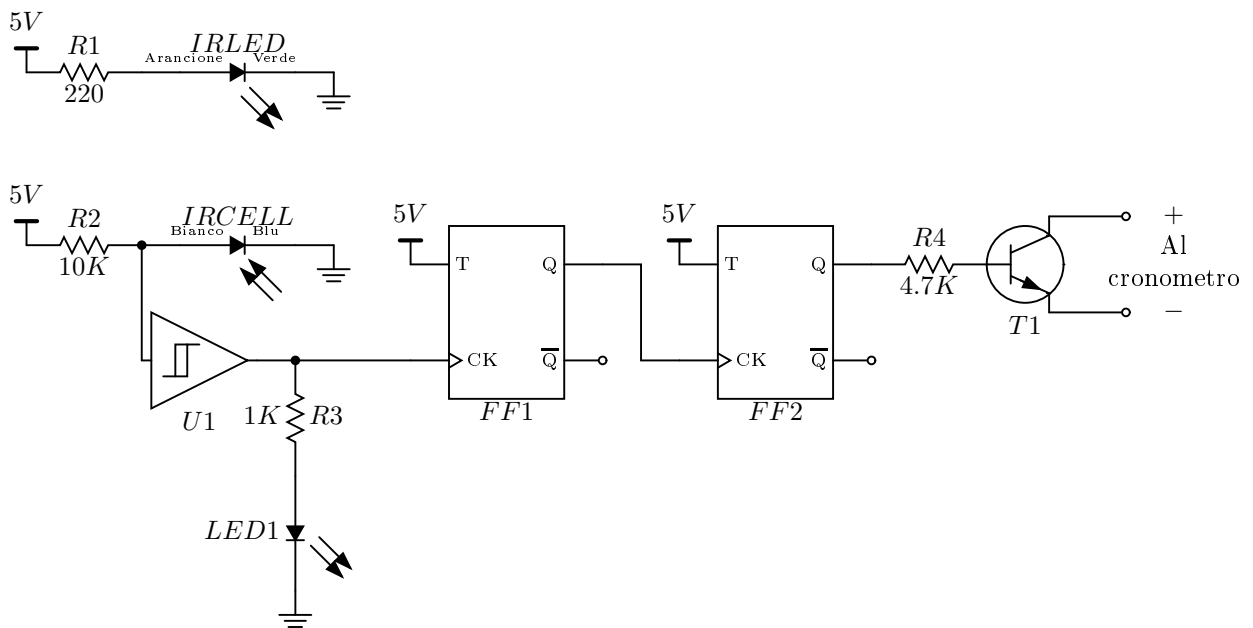 5V
R1
220
IRLED
Arancione
Verde
5V
R2
10K
IRCELL
Bianco
Blu
U1
1K
R3
LED1
5V
T
Q
CK
Q̅
FF1
5V
T
Q
CK
Q̅
FF2
R4
4.7K
T1
+
Al
cronometro
−